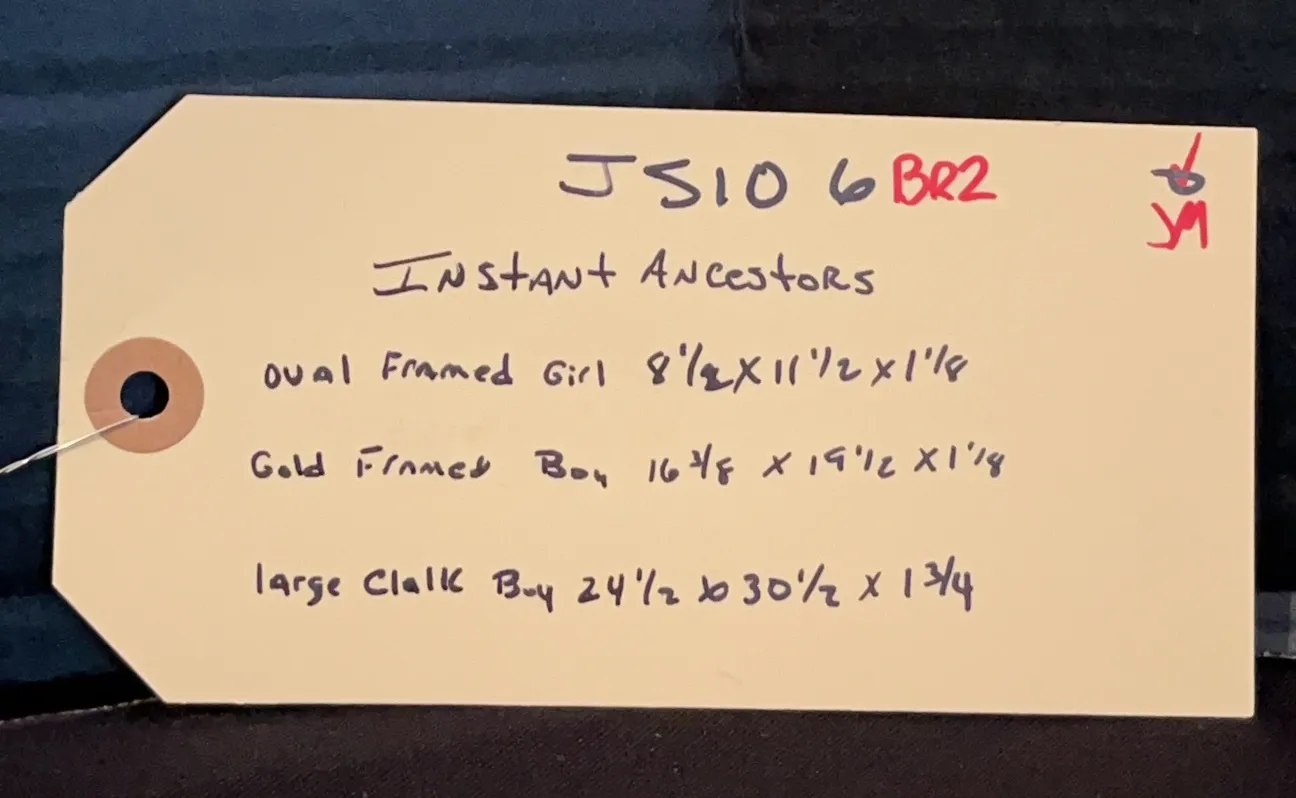 JS10 6 BR2
JM
INSTANT ANCESTORS
Oval Framed Girl 8 1/2 X 11 1/2 x 1 1/8
Gold Framed Boy 16 3/8 x 19 1/2 X 1 1/8
large Clalk Boy 24 1/2 x 30 1/2 x 1 3/4